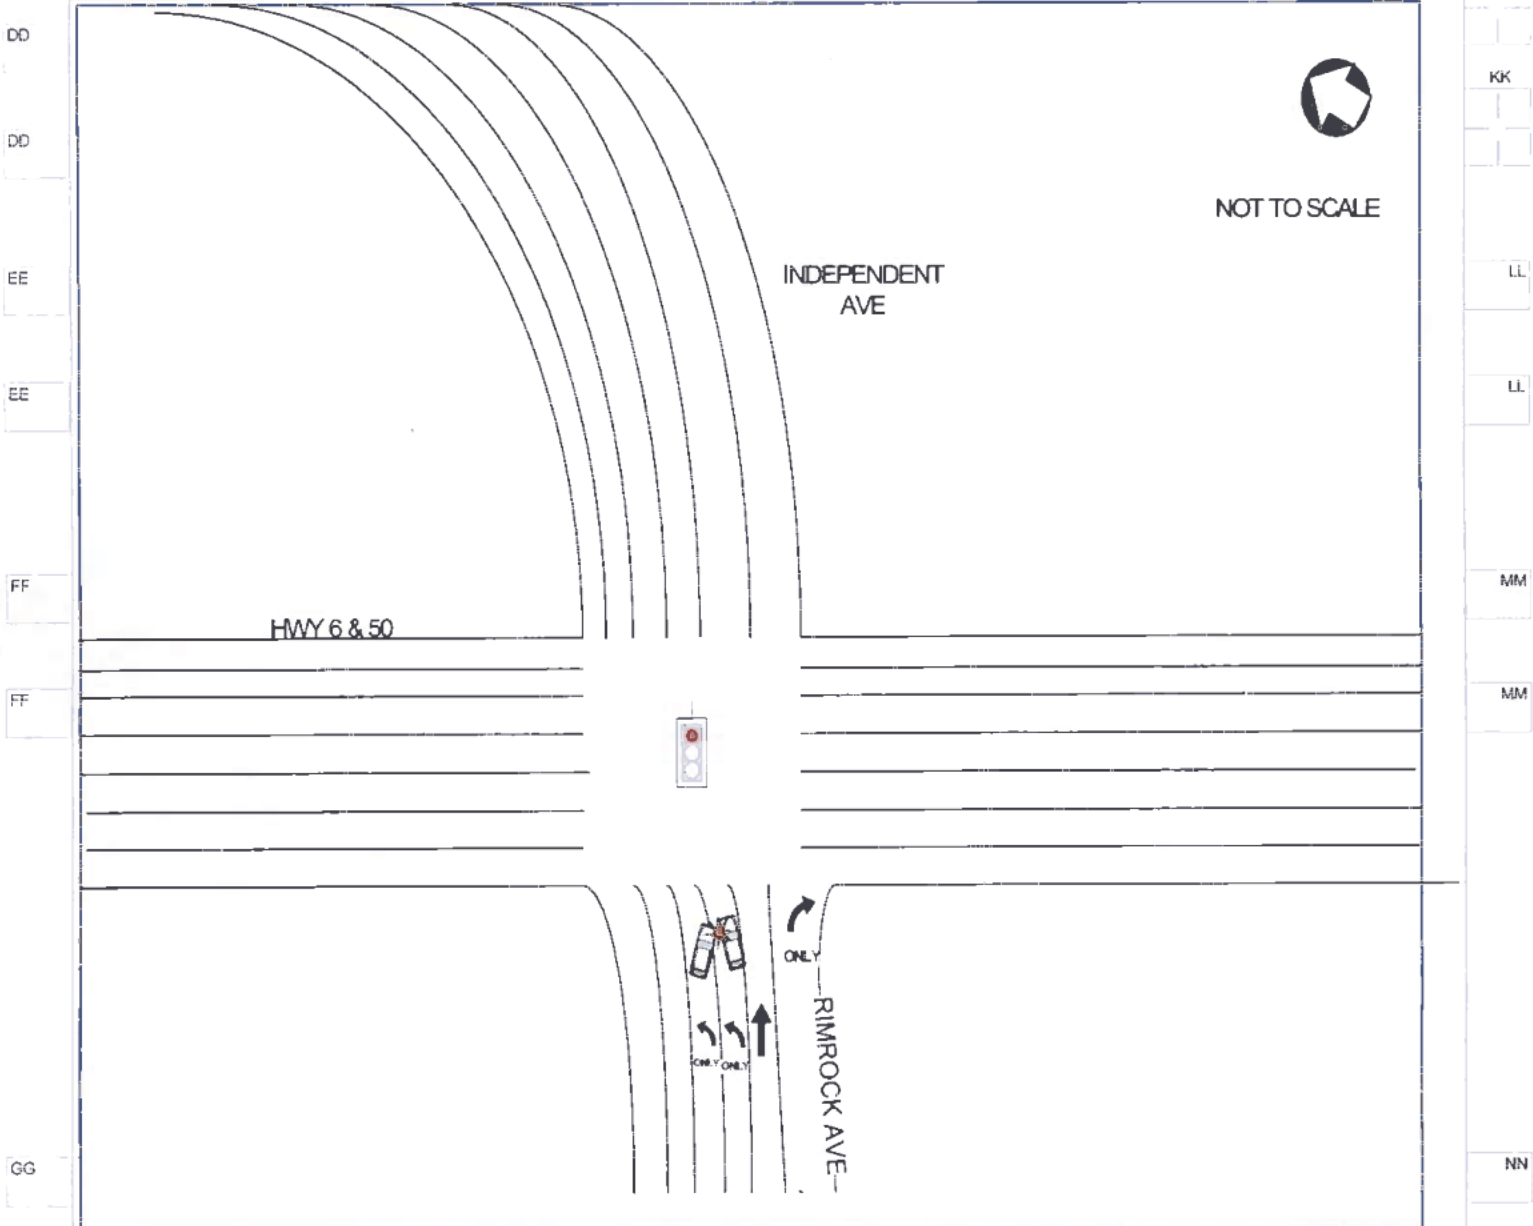 DD
KK
DD
NOT TO SCALE
INDEPENDENT
AVE
EE
LL
EE
LL
FF
MM
HWY 6 & 50
FF
MM
ONLY
RIMROCK AVE
ONLY ONLY
GG
NN